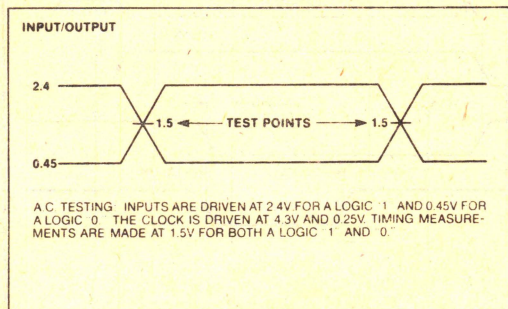 INPUT/OUTPUT
2.4
1.5 TEST POINTS 1.5
0.45
A C TESTING: INPUTS ARE DRIVEN AT 2 4V FOR A LOGIC "1" AND 0.45V FOR
A LOGIC "0." THE CLOCK IS DRIVEN AT 4.3V AND 0.25V. TIMING MEASURE-
MENTS ARE MADE AT 1.5V FOR BOTH A LOGIC "1" AND "0."